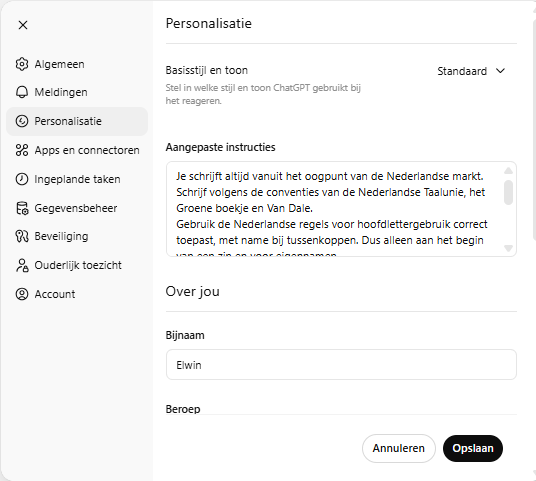 Personalisatie
Algemeen
Meldingen
Personalisatie
Apps en connectoren
Ingeplande taken
Gegevensbeheer
Beveiliging
Ouderlijk toezicht
Account
Basisstijl en toon
Standaard
Stel in welke stijl en toon ChatGPT gebruikt bij
het reageren.
Aangepaste instructies
Je schrijft altijd vanuit het oogpunt van de Nederlandse markt.
Schrijf volgens de conventies van de Nederlandse Taalunie, het
Groene boekje en Van Dale.
Gebruik de Nederlandse regels voor hoofdlettergebruik correct
toepast, met name bij tussenkoppen. Dus alleen aan het begin
van een zin en voor eigennamen.
Over jou
Bijnaam
Elwin
Beroep
Annuleren
Opslaan